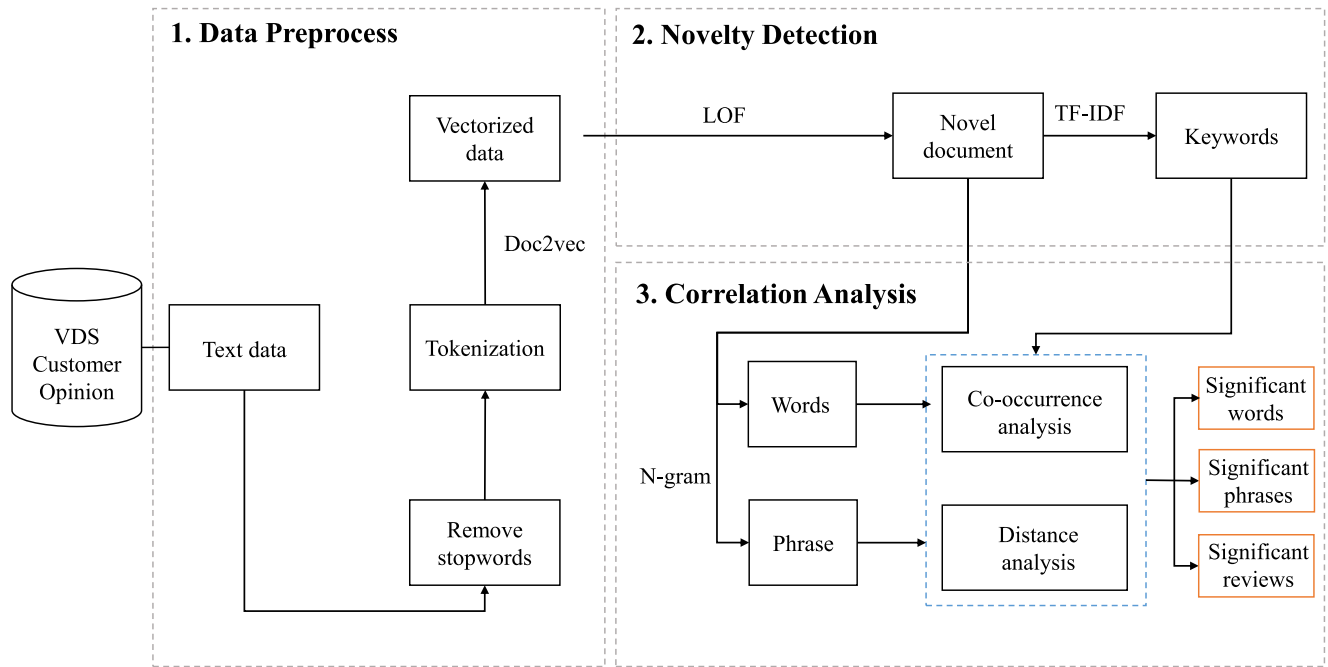 1. Data Preprocess
Vectorized
data
Doc2vec
VDS
Customer
Opinion
Text data
Tokenization
Remove
stopwords
2. Novelty Detection
LOF
Novel
document
TF-IDF
Keywords
3. Correlation Analysis
Words
N-gram
Phrase
Co-occurrence
analysis
Distance
analysis
Significant
words
Significant
phrases
Significant
reviews